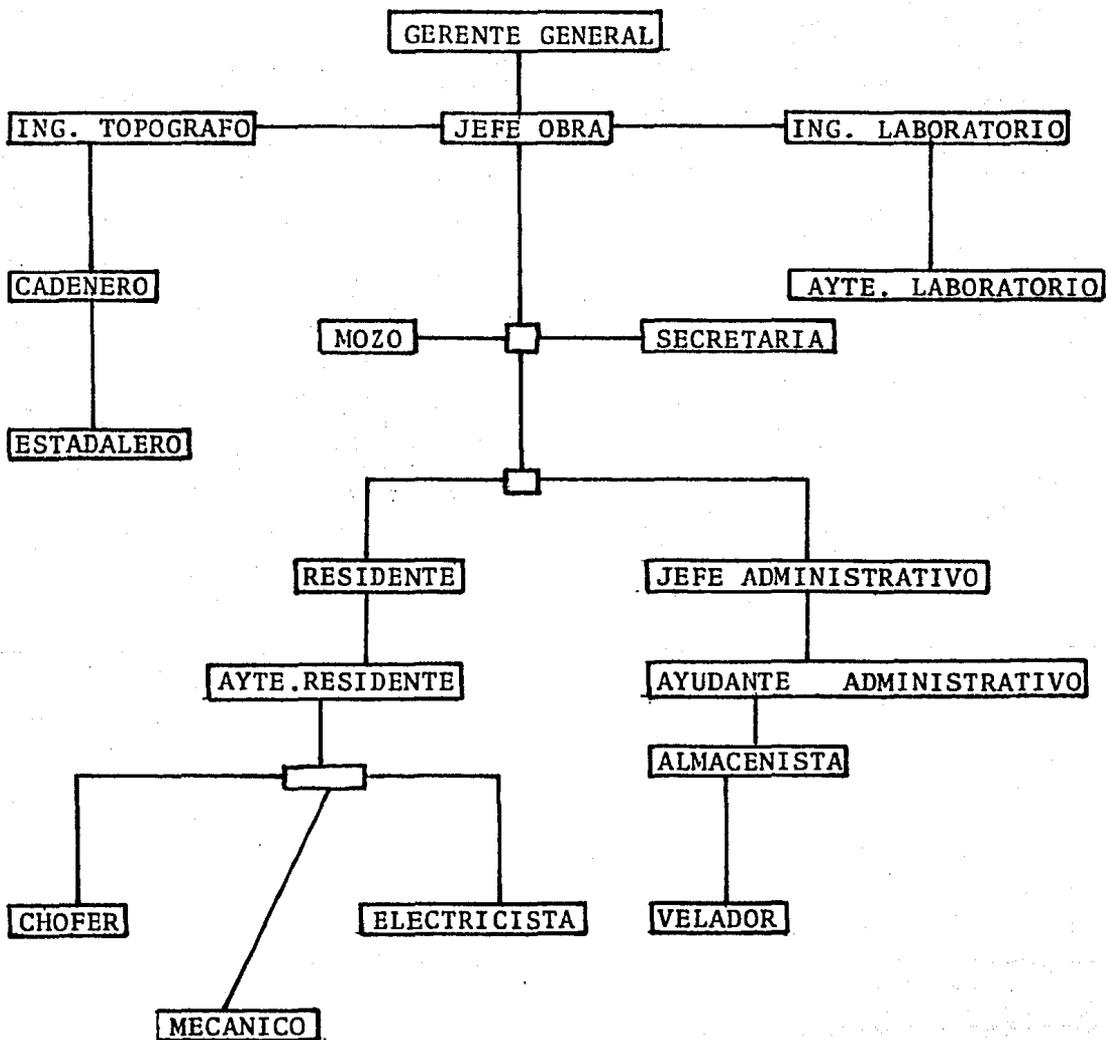 GERENTE GENERAL
ING. TOPOGRAFO
JEFE OBRA
ING. LABORATORIO
CADENERO
AYTE. LABORATORIO
MOZO
SECRETARIA
ESTADALERO
RESIDENTE
JEFE ADMINISTRATIVO
AYTE.RESIDENTE
AYUDANTE ADMINISTRATIVO
ALMACENISTA
CHOFER
ELECTRICISTA
VELADOR
MECANICO